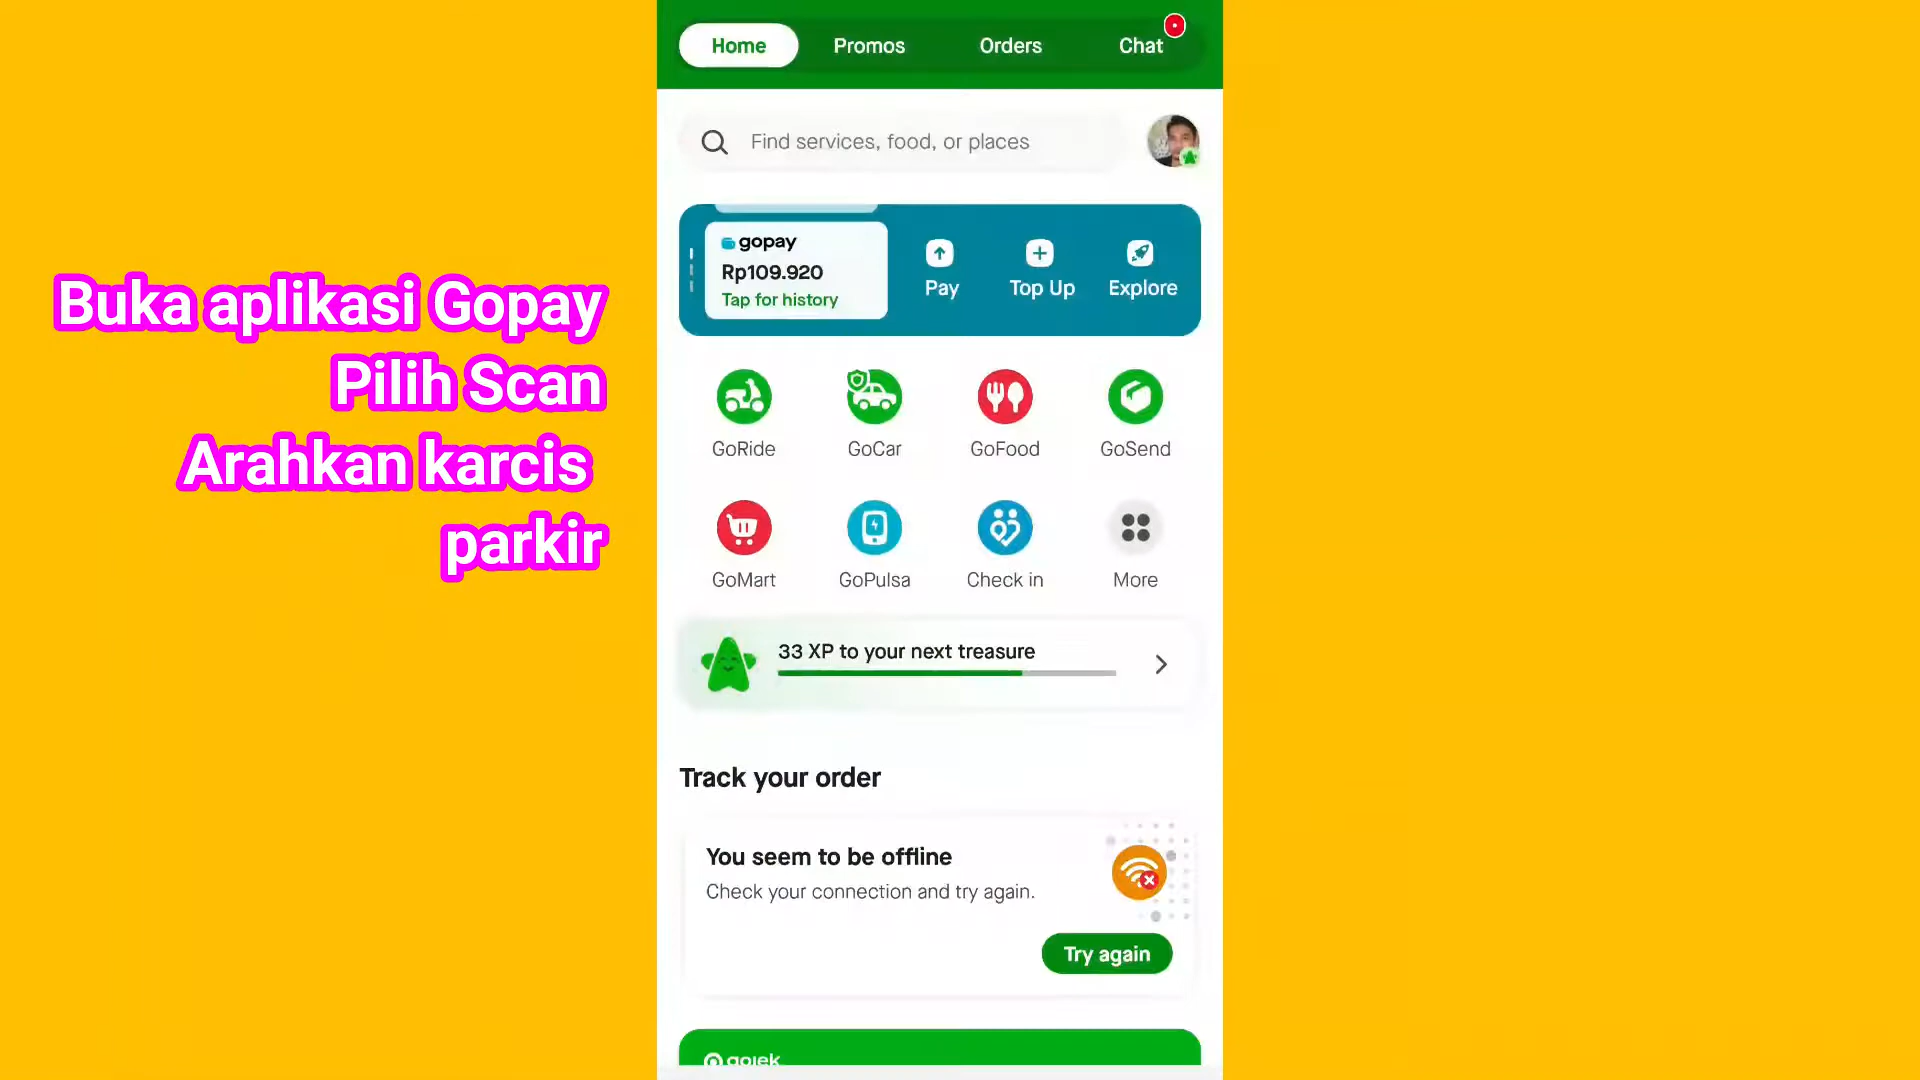 Buka aplikasi Gopay
Pilih Scan
Arahkan karcis
parkir
Home
Promos
Orders
Chat
Find services, food, or places
gopay
Rp109.920
Tap for history
Pay
Top Up
Explore
GoRide
GoCar
GoFood
GoSend
GoMart
GoPulsa
Check in
More
33 XP to your next treasure
Track your order
You seem to be offline
Check your connection and try again.
Try again
gojek